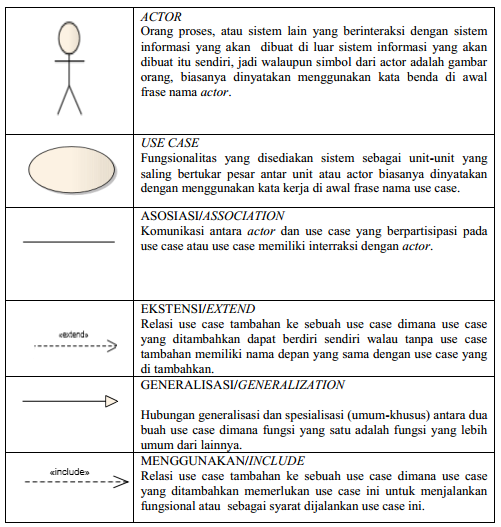 ACTOR
Orang proses, atau sistem lain yang berinteraksi dengan sistem
informasi yang akan dibuat di luar sistem informasi yang akan
dibuat itu sendiri, jadi walaupun simbol dari actor adalah gambar
orang, biasanya dinyatakan menggunakan kata benda di awal
frase nama actor.
USE CASE
Fungsionalitas yang disediakan sistem sebagai unit-unit yang
saling bertukar pesar antar unit atau actor biasanya dinyatakan
dengan menggunakan kata kerja di awal frase nama use case.
ASOSIASI/ASSOCIATION
Komunikasi antara actor dan use case yang berpartisipasi pada
use case atau use case memiliki interraksi dengan actor.
«extend»
EKSTENSI/EXTEND
Relasi use case tambahan ke sebuah use case dimana use case
yang ditambahkan dapat berdiri sendiri walau tanpa use case
tambahan memiliki nama depan yang sama dengan use case yang
di tambahkan.
GENERALISASI/GENERALIZATION
Hubungan generalisasi dan spesialisasi (umum-khusus) antara dua
buah use case dimana fungsi yang satu adalah fungsi yang lebih
umum dari lainnya.
«include»
MENGGUNAKAN/INCLUDE
Relasi use case tambahan ke sebuah use case dimana use case
yang ditambahkan memerlukan use case ini untuk menjalankan
fungsional atau sebagai syarat dijalankan use case ini.